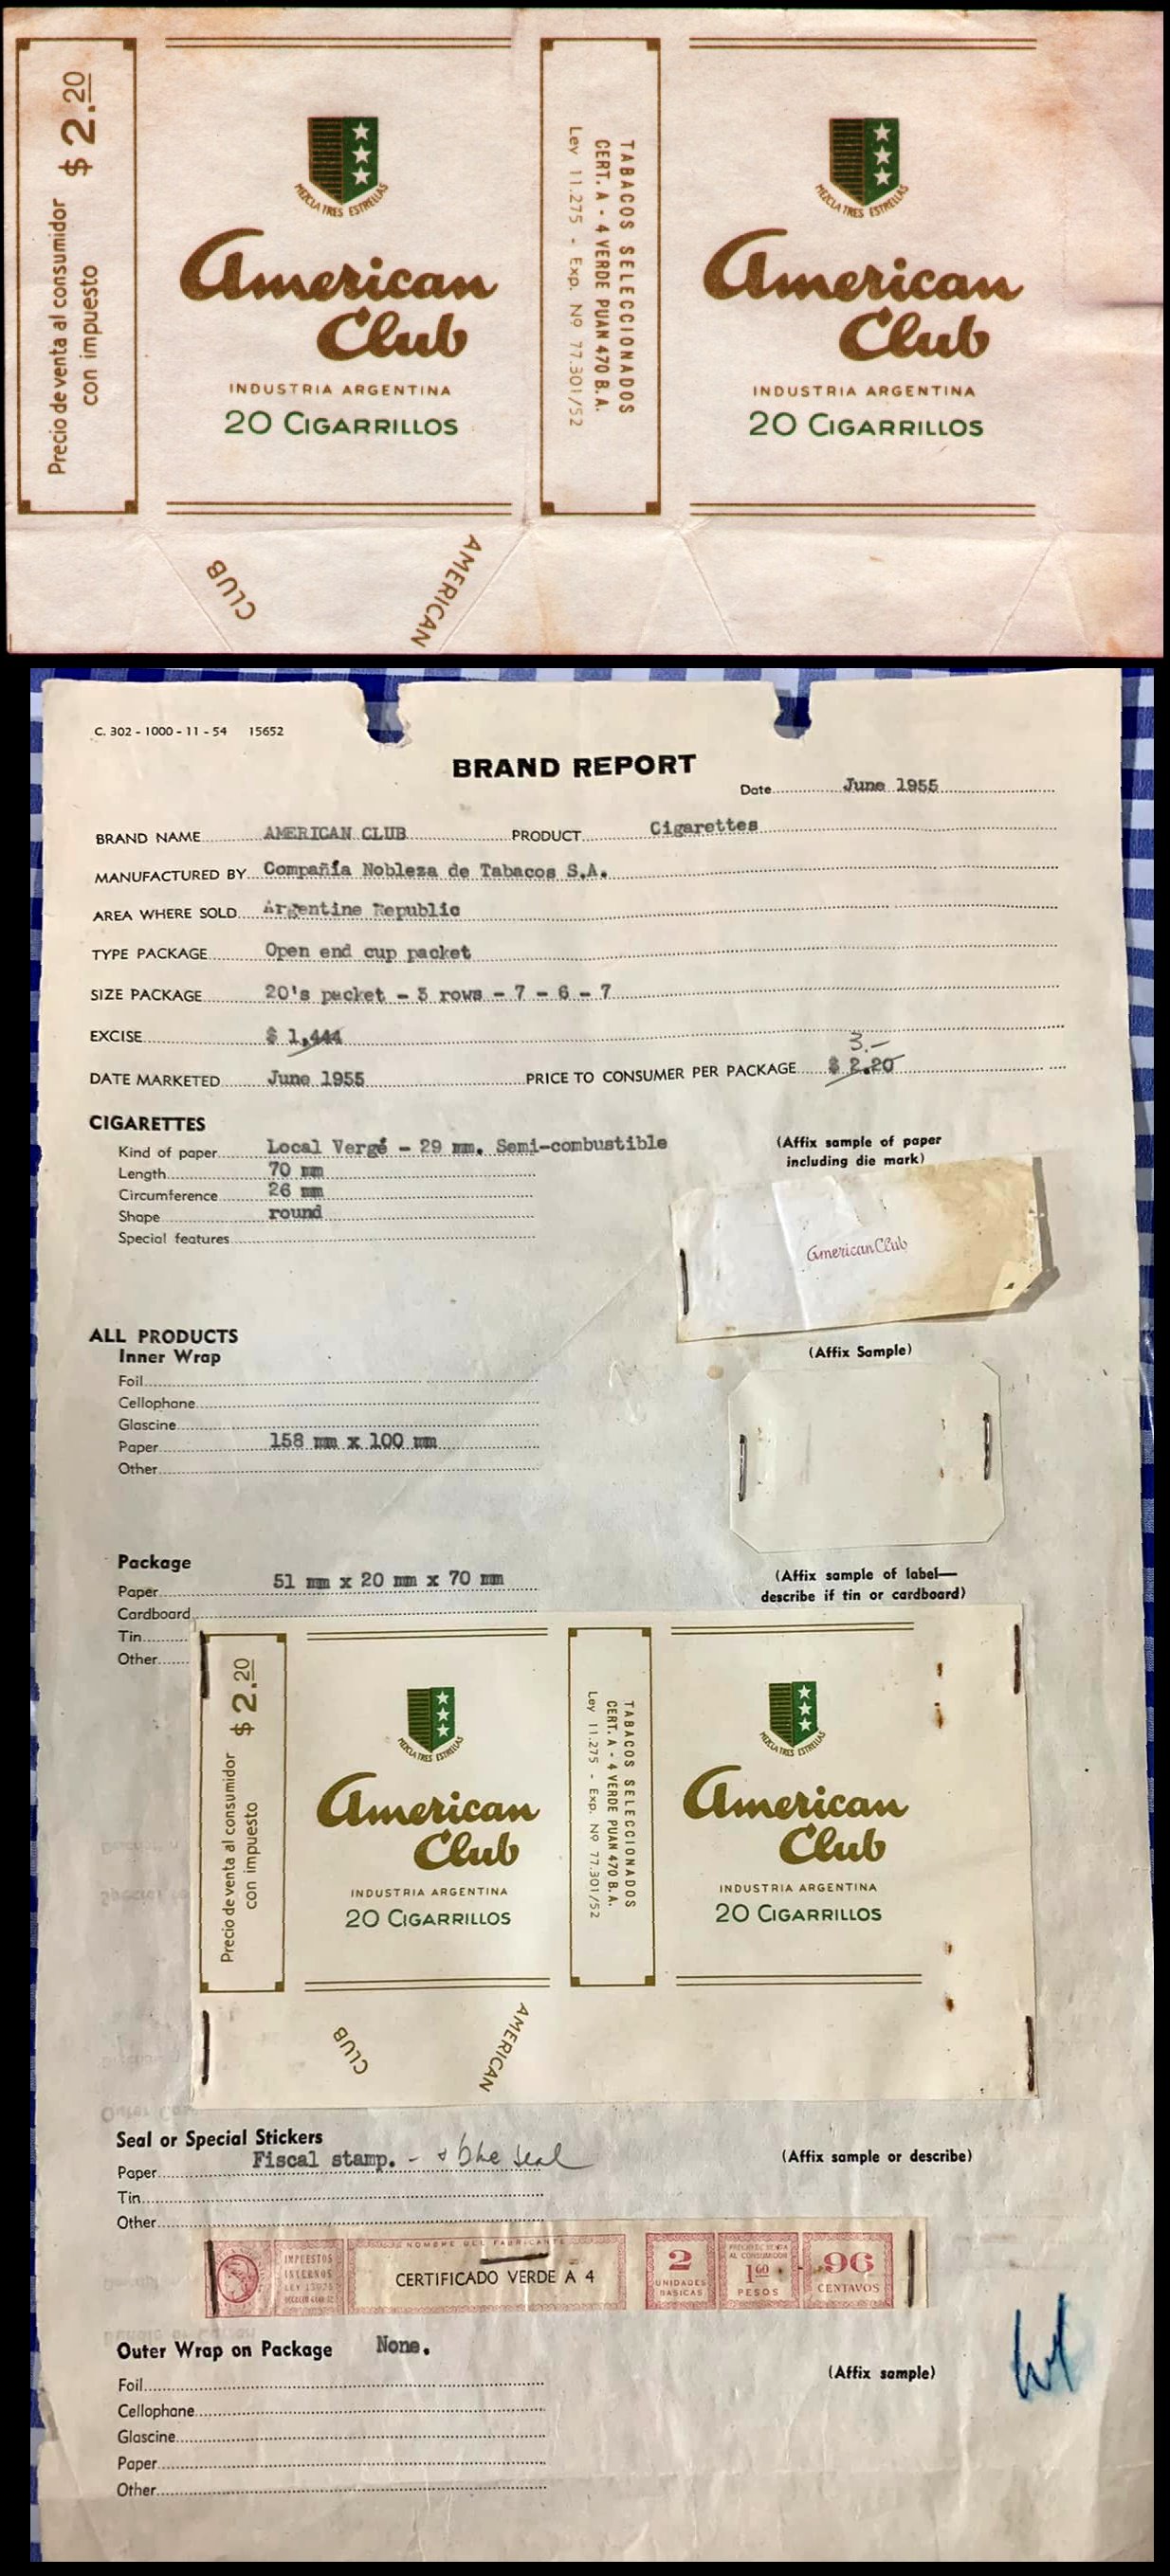 Precio de venta al consumidor $ 2.20
con impuesto
MEZCLA TRES ESTRELLAS
American
Club
INDUSTRIA ARGENTINA
20 CIGARRILLOS
TABACOS SELECCIONADOS
CERT. A - 4 VERDE PUAN 470 B.A.
Ley 11.275 - Exp. Nº 77.301/52
MEZCLA TRES ESTRELLAS
American
Club
INDUSTRIA ARGENTINA
20 CIGARRILLOS
CLUB
AMERICAN
C. 302 - 1000 - 11 - 54 15652
BRAND REPORT
Date June 1955
BRAND NAME AMERICAN CLUB PRODUCT Cigarettes
MANUFACTURED BY Compañía Nobleza de Tabacos S.A.
AREA WHERE SOLD Argentine Republic
TYPE PACKAGE Open end cup packet
SIZE PACKAGE 20's packet - 3 rows - 7 - 6 - 7
EXCISE $ 1,444
3.-
DATE MARKETED June 1955 PRICE TO CONSUMER PER PACKAGE $ 2.20
CIGARETTES
Kind of paper Local Vergé - 29 mm. Semi-combustible
Length 70 mm
Circumference 26 mm
Shape round
Special features
(Affix sample of paper
including die mark)
American Club
ALL PRODUCTS
Inner Wrap
(Affix Sample)
Foil
Cellophane
Glascine
Paper 158 mm x 100 mm
Other
Package
Paper 51 mm x 20 mm x 70 mm
Cardboard
Tin
Other
(Affix sample of label—
describe if tin or cardboard)
Precio de venta al consumidor $ 2.20
con impuesto
MEZCLA TRES ESTRELLAS
American
Club
INDUSTRIA ARGENTINA
20 CIGARRILLOS
TABACOS SELECCIONADOS
CERT. A - 4 VERDE PUAN 470 B.A.
Ley 11.275 - Exp. Nº 77.301/52
MEZCLA TRES ESTRELLAS
American
Club
INDUSTRIA ARGENTINA
20 CIGARRILLOS
CLUB
AMERICAN
Seal or Special Stickers
Paper Fiscal stamp. - & blue seal
(Affix sample or describe)
Tin
Other
IMPUESTOS
INTERNOS
NOMBRE DEL FABRICANTE
CERTIFICADO VERDE A 4
2
UNIDADES
BASICAS
PRECIO DE VENTA
AL CONSUMIDOR
1.60
PESOS
96
CENTAVOS
Outer Wrap on Package None.
(Affix sample)
Foil
Cellophane
Glascine
Paper
Other